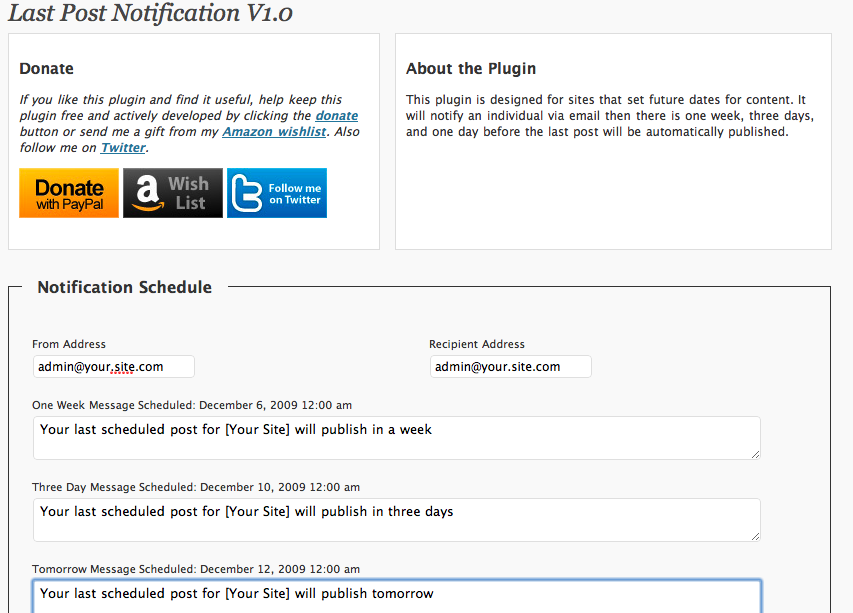 Last Post Notification V1.0
Donate
If you like this plugin and find it useful, help keep this
plugin free and actively developed by clicking the donate
button or send me a gift from my Amazon wishlist. Also
follow me on Twitter.
Donate
with PayPal
a Wish
List
Follow me
on Twitter
About the Plugin
This plugin is designed for sites that set future dates for content. It
will notify an individual via email then there is one week, three days,
and one day before the last post will be automatically published.
Notification Schedule
From Address
admin@your.site.com
Recipient Address
admin@your.site.com
One Week Message Scheduled: December 6, 2009 12:00 am
Your last scheduled post for [Your Site] will publish in a week
Three Day Message Scheduled: December 10, 2009 12:00 am
Your last scheduled post for [Your Site] will publish in three days
Tomorrow Message Scheduled: December 12, 2009 12:00 am
Your last scheduled post for [Your Site] will publish tomorrow